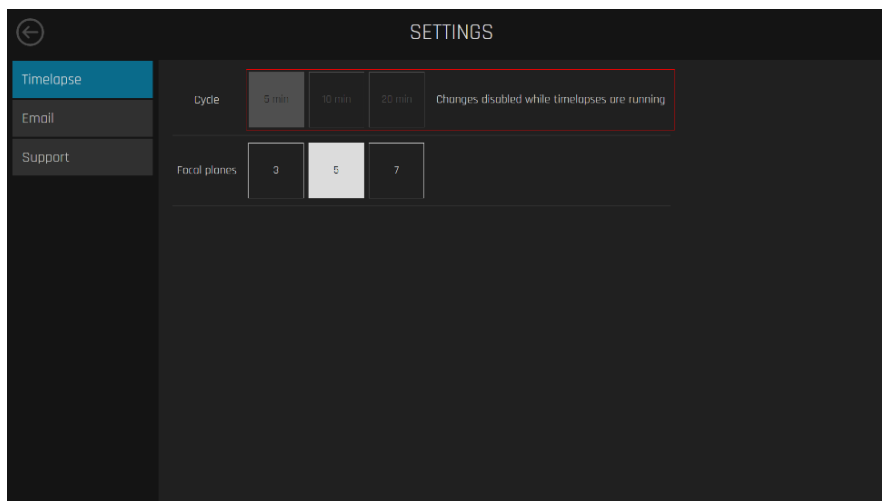 SETTINGS
Timelapse
Email
Support
Cycle 5 min 10 min 20 min Changes disabled while timelapses are running
Focal planes 3 5 7